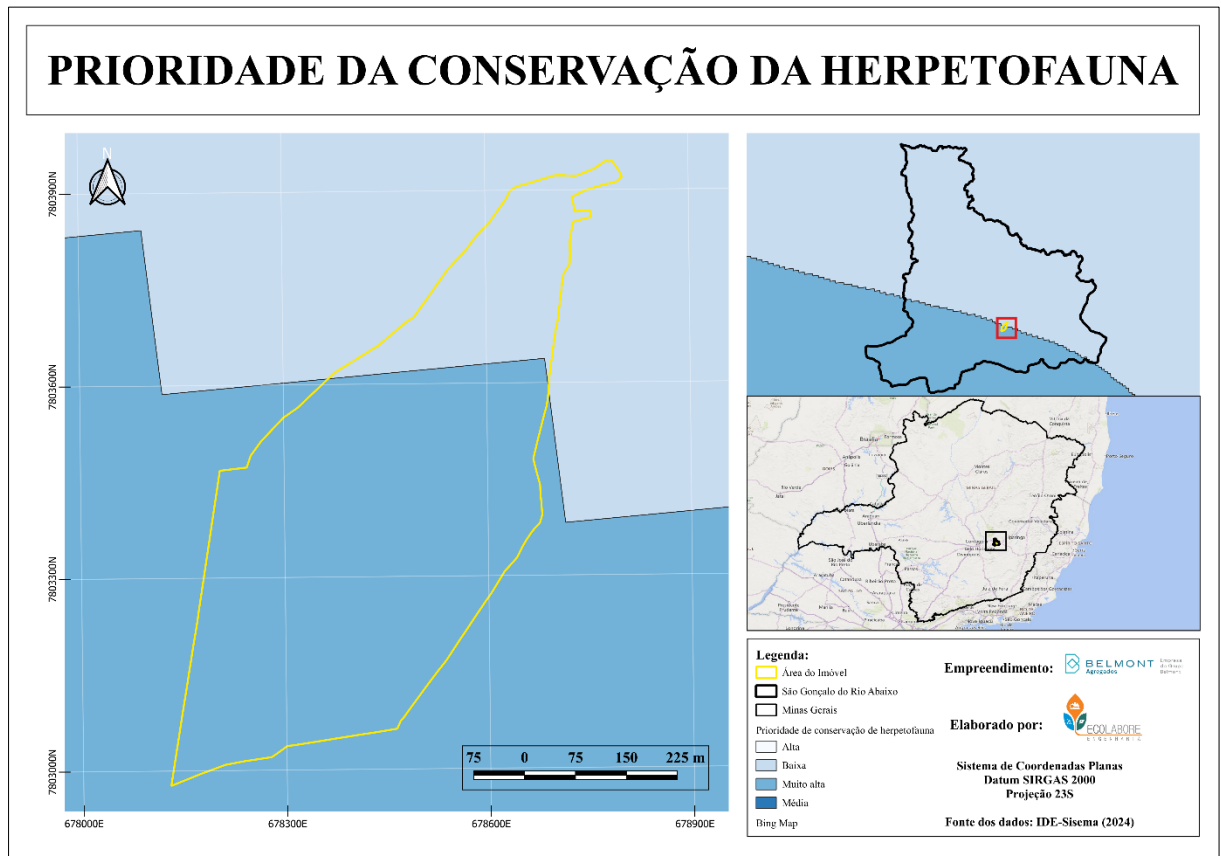 PRIORIDADE DA CONSERVAÇÃO DA HERPETOFAUNA
N
7803900N
7803600N
7803300N
7803000N
678000E
678300E
678600E
678900E
75 0 75 150 225 m
Legenda:
Área do Imóvel
São Gonçalo do Rio Abaixo
Minas Gerais
Prioridade de conservação de herpetofauna
Alta
Baixa
Muito alta
Média
Bing Map
Empreendimento:
BELMONT
Agregados
Elaborado por:
ECOLABORE
ENGENHARIA
Sistema de Coordenadas Planas
Datum SIRGAS 2000
Projeção 23S
Fonte dos dados: IDE-Sisema (2024)